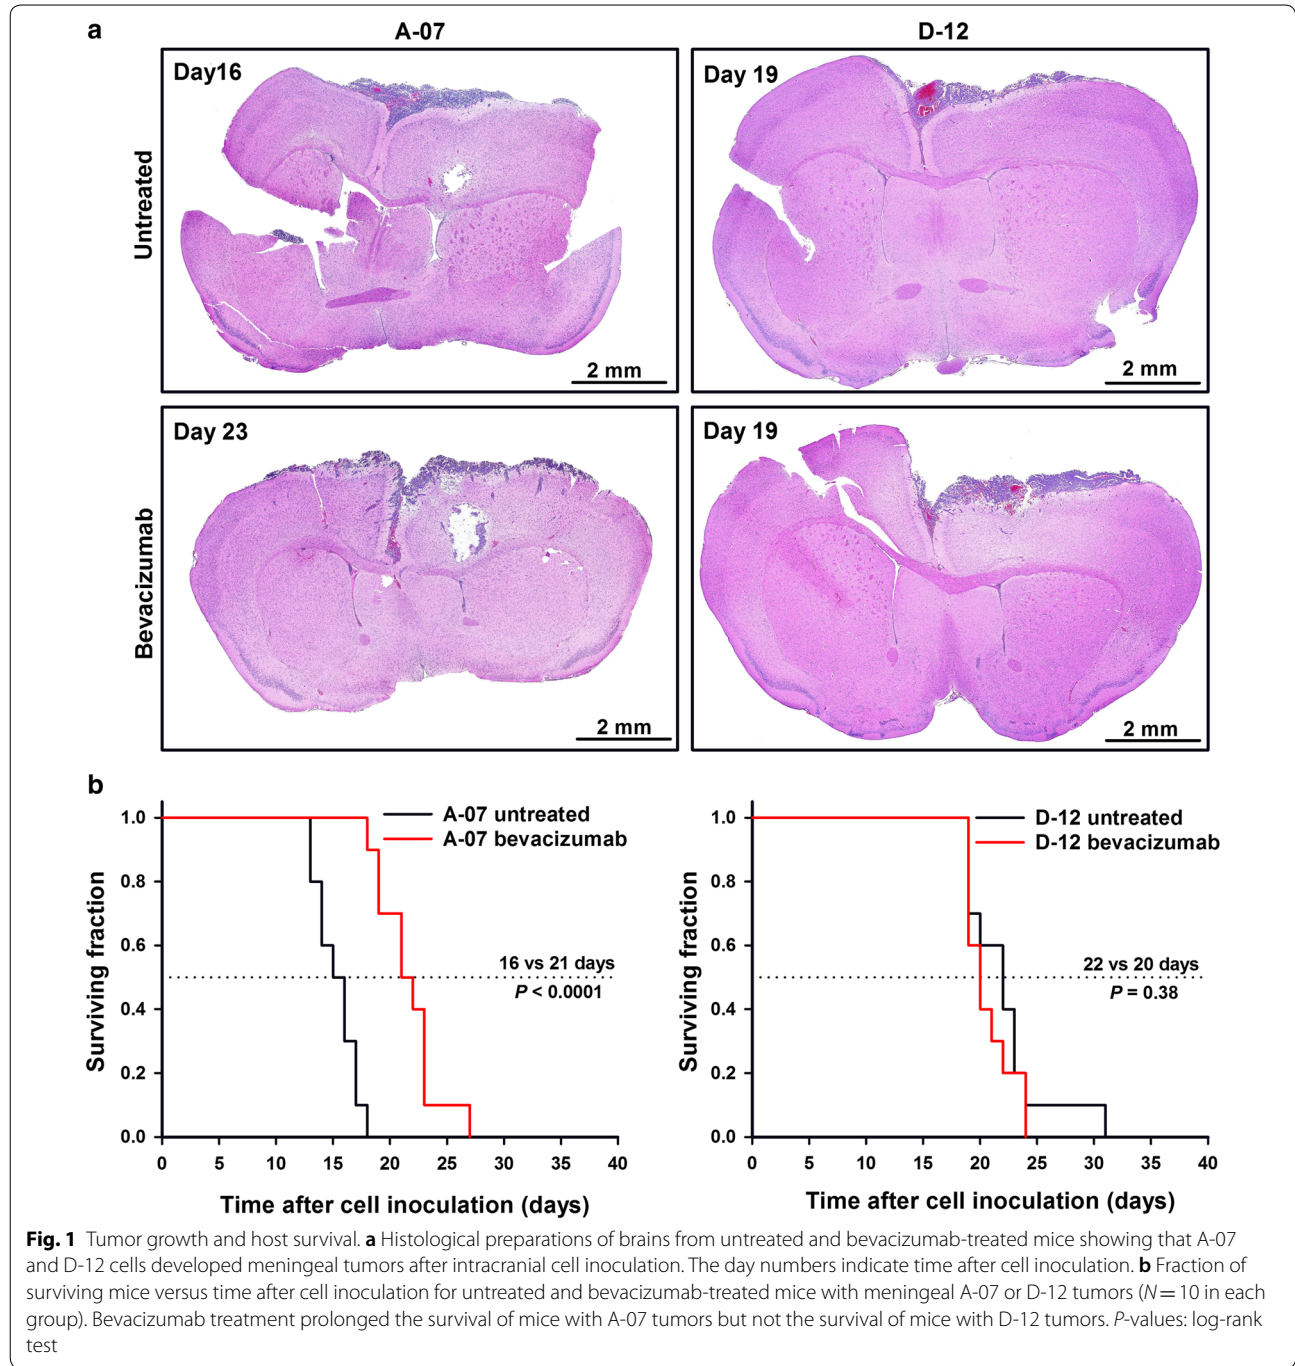 a
A-07
D-12
Untreated
Day16
Day 19
2 mm
2 mm
Bevacizumab
Day 23
Day 19
2 mm
2 mm
b
Surviving fraction
1.0
0.8
0.6
0.4
0.2
0.0
A-07 untreated
A-07 bevacizumab
16 vs 21 days
P < 0.0001
0 5 10 15 20 25 30 35 40
Time after cell inoculation (days)
Surviving fraction
1.0
0.8
0.6
0.4
0.2
0.0
D-12 untreated
D-12 bevacizumab
22 vs 20 days
P = 0.38
0 5 10 15 20 25 30 35 40
Time after cell inoculation (days)
Fig. 1 Tumor growth and host survival. a Histological preparations of brains from untreated and bevacizumab-treated mice showing that A-07
and D-12 cells developed meningeal tumors after intracranial cell inoculation. The day numbers indicate time after cell inoculation. b Fraction of
surviving mice versus time after cell inoculation for untreated and bevacizumab-treated mice with meningeal A-07 or D-12 tumors (N = 10 in each
group). Bevacizumab treatment prolonged the survival of mice with A-07 tumors but not the survival of mice with D-12 tumors. P-values: log-rank
test